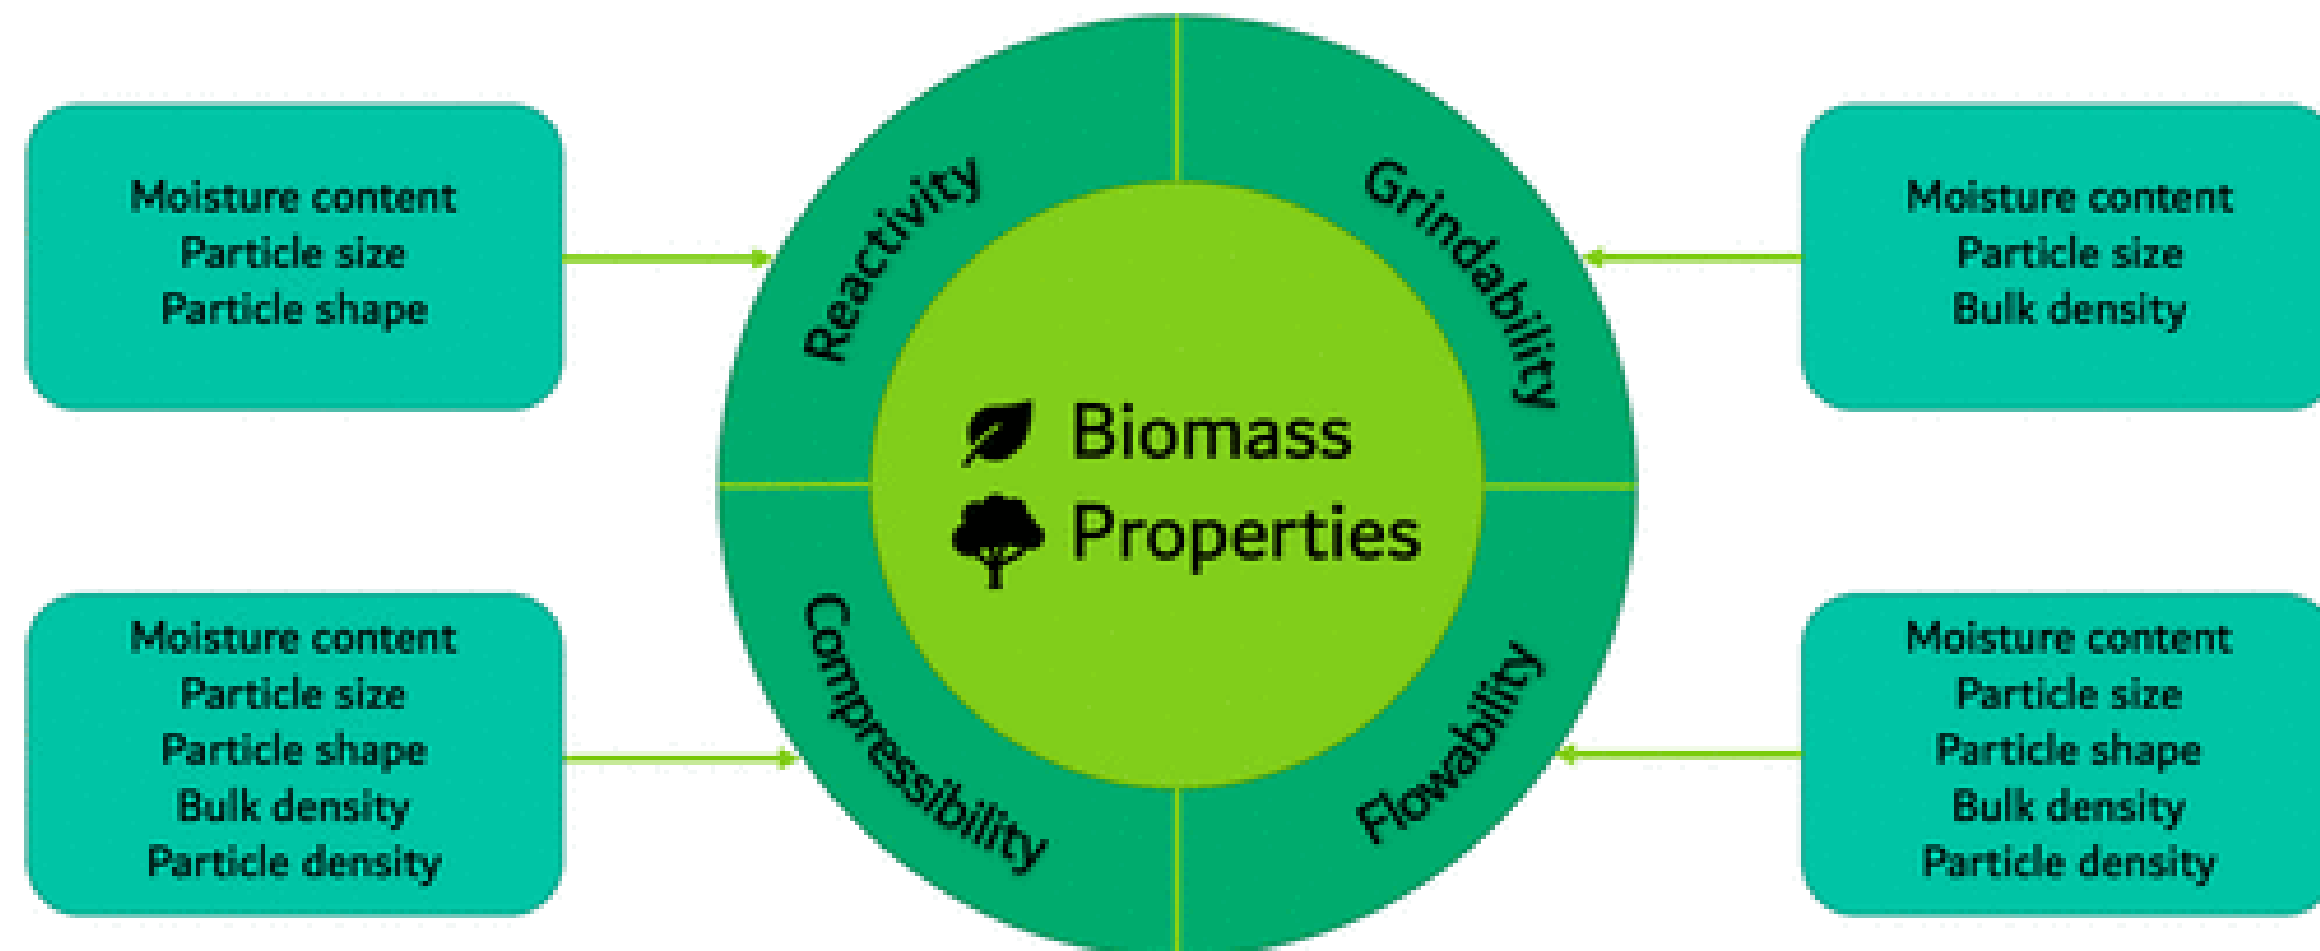 Moisture content
Particle size
Particle shape
Reactivity
Grindability
Moisture content
Particle size
Bulk density
Biomass
Properties
Moisture content
Particle size
Particle shape
Bulk density
Particle density
Compressibility
Flowability
Moisture content
Particle size
Particle shape
Bulk density
Particle density